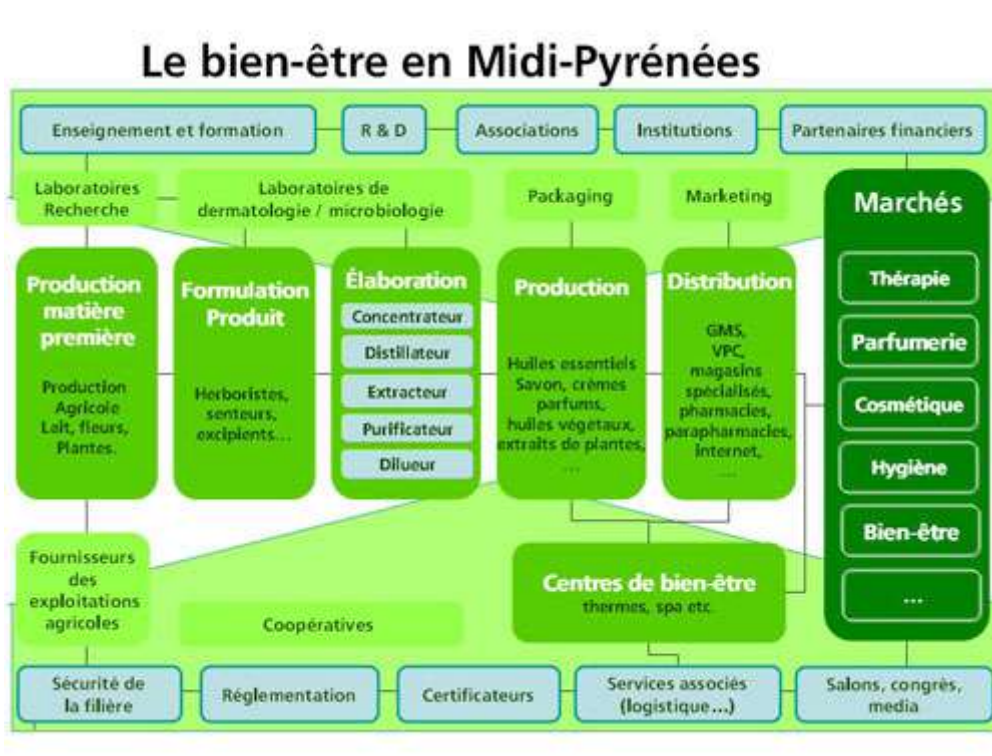 Le bien-être en Midi-Pyrénées
Enseignement et formation
R & D
Associations
Institutions
Partenaires financiers
Laboratoires
Recherche
Laboratoires de
dermatologie / microbiologie
Packaging
Marketing
Marchés
Thérapie
Parfumerie
Cosmétique
Hygiène
Bien-être
...
Production
matière
première
Production
Agricole
Lait, fleurs,
Plantes.
Formulation
Produit
Herboristes,
senteurs,
excipients...
Élaboration
Concentrateur
Distillateur
Extracteur
Purificateur
Dilueur
Production
Huiles essentiels
Savon, crèmes
parfums,
huiles végetaux,
extraits de plantes,
...
Distribution
GMS,
VPC,
magasins
spécialisés,
pharmacies,
parapharmacies,
internet,
...
Fournisseurs
des
exploitations
agricoles
Coopératives
Centres de bien-être
thermes, spa etc.
Sécurité de
la filière
Réglementation
Certificateurs
Services associés
(logistique...)
Salons, congrès,
media